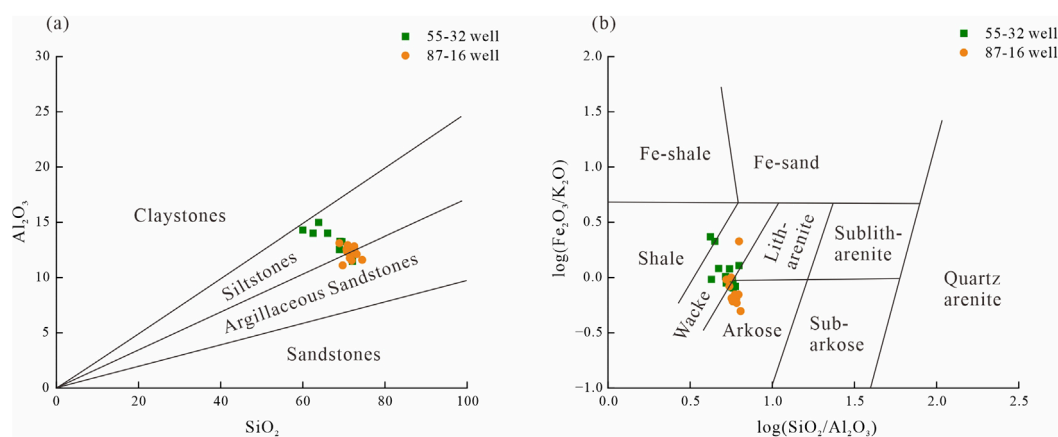 (a)
55-32 well
87-16 well
30
25
20
15
10
5
0
Al₂O₃
Claystones
Siltstones
Argillaceous Sandstones
Sandstones
0
20
40
60
80
100
SiO₂
(b)
55-32 well
87-16 well
2.0
1.5
1.0
0.5
0.0
−0.5
−1.0
log(Fe₂O₃/K₂O)
Fe-shale
Fe-sand
Shale
Wacke
Lith-
arenite
Sublith-
arenite
Arkose
Sub-
arkose
Quartz
arenite
0.0
0.5
1.0
1.5
2.0
2.5
log(SiO₂/Al₂O₃)